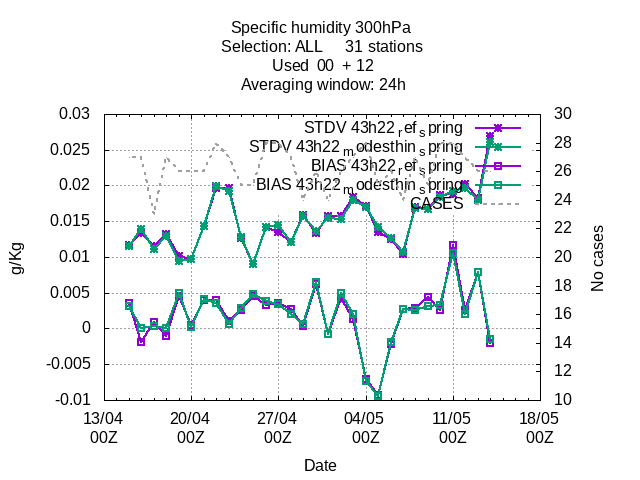 Specific humidity 300hPa
Selection: ALL 31 stations
Used 00 + 12
Averaging window: 24h
STDV 43h22_ref_spring
STDV 43h22_modesthin_spring
BIAS 43h22_ref_spring
BIAS 43h22_modesthin_spring
CASES
0.03
0.025
0.02
0.015
0.01
0.005
0
-0.005
-0.01
g/Kg
30
28
26
24
22
20
18
16
14
12
10
No cases
13/04 20/04 27/04 04/05 11/05 18/05
00Z 00Z 00Z 00Z 00Z 00Z
Date